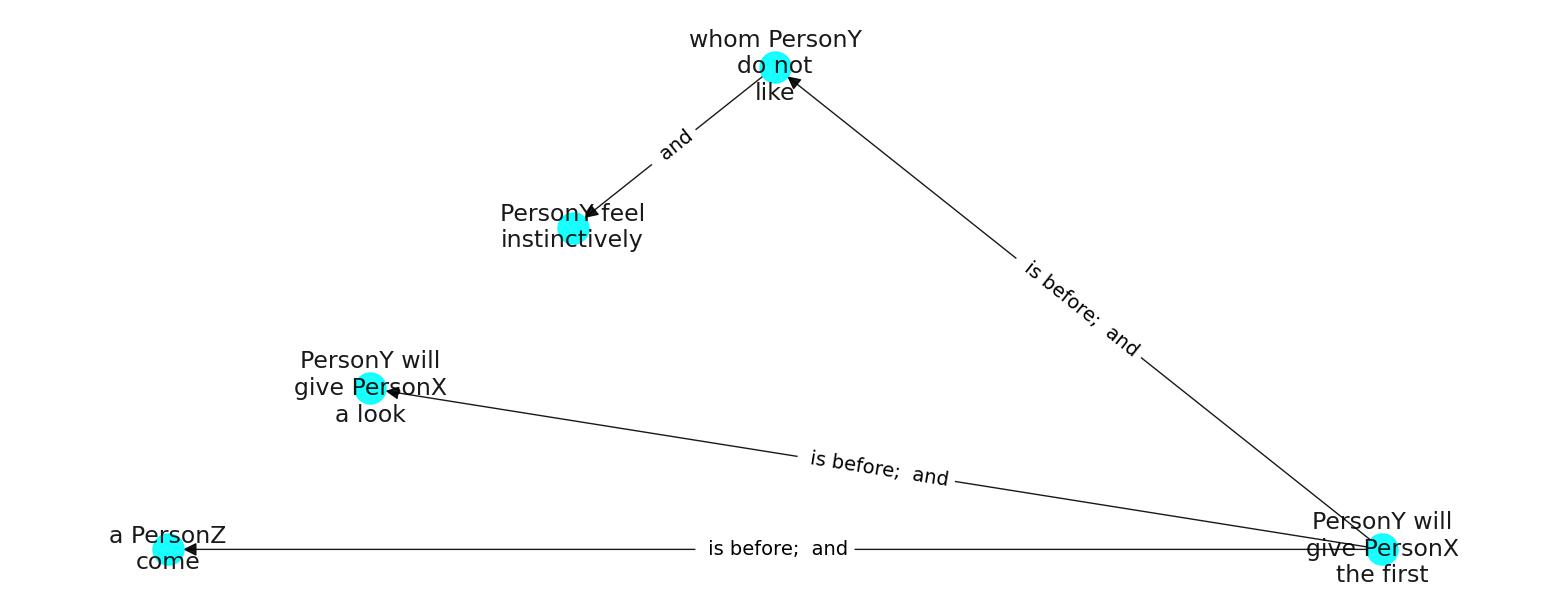 whom PersonY
do not
like
and
PersonY feel
instinctively
is before;  and
PersonY will
give PersonX
a look
is before;  and
PersonY will
give PersonX
the first
a PersonZ
come
is before;  and